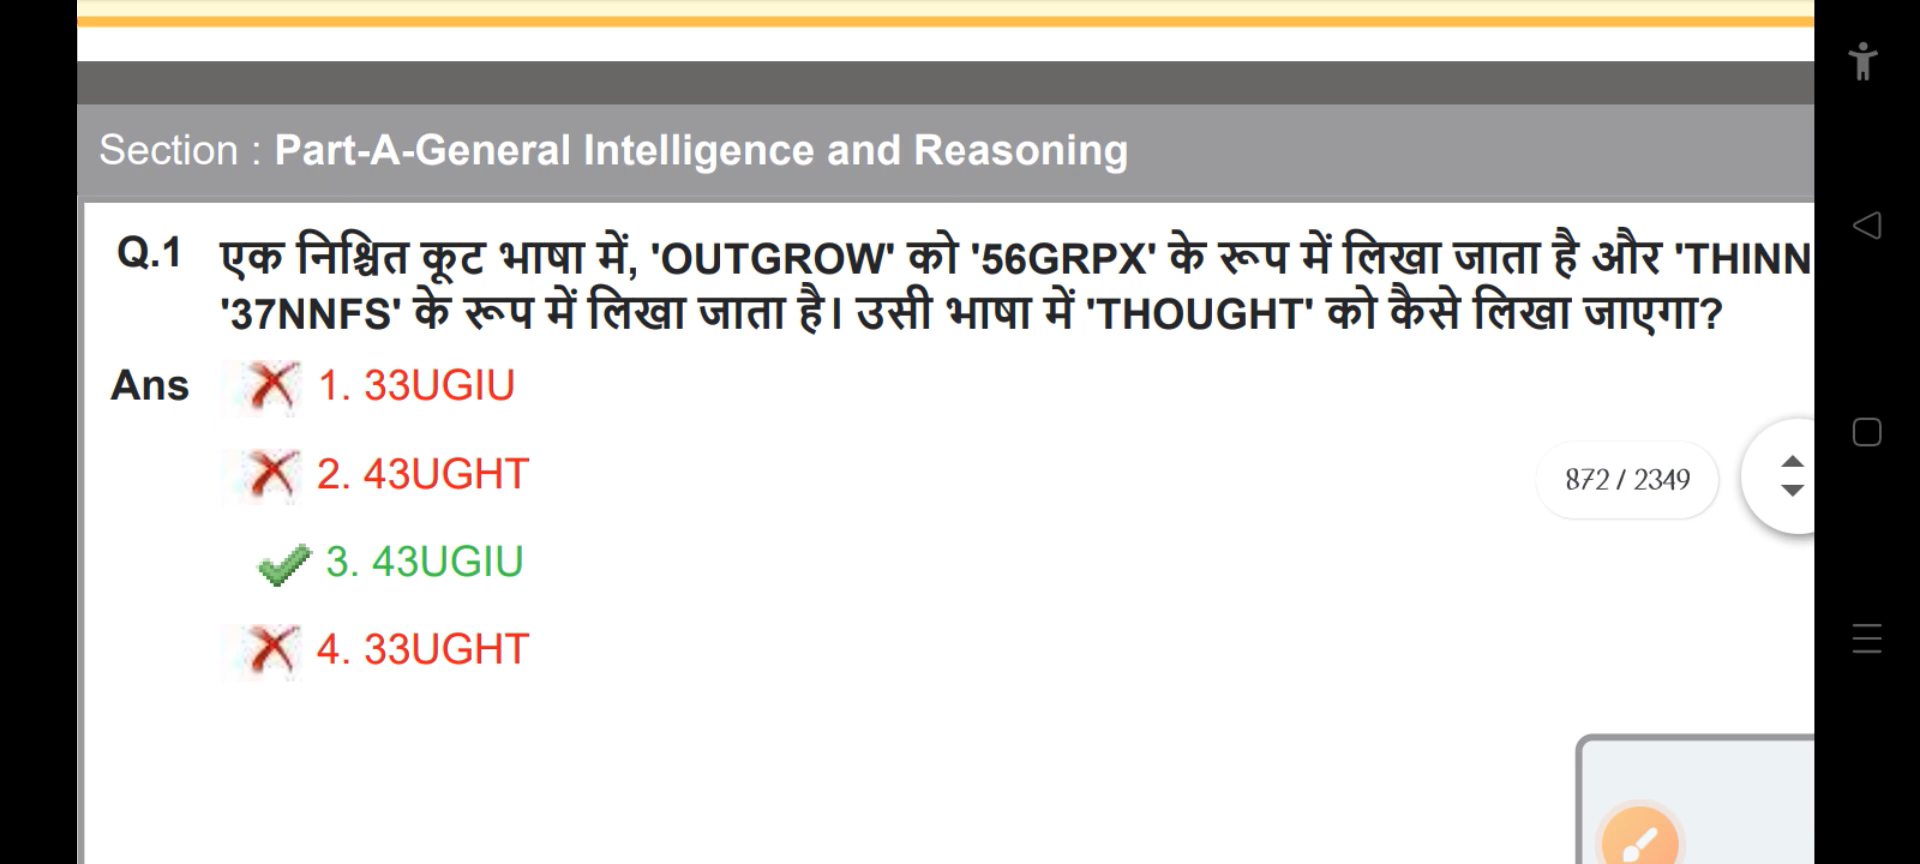 Section : Part-A-General Intelligence and Reasoning
Q.1 एक निश्चित कूट भाषा में, 'OUTGROW' को '56GRPX' के रूप में लिखा जाता है और 'THINN
'37NNFS' के रूप में लिखा जाता है। उसी भाषा में 'THOUGHT' को कैसे लिखा जाएगा?
Ans 1. 33UGIU
2. 43UGHT
872 / 2349
3. 43UGIU
4. 33UGHT